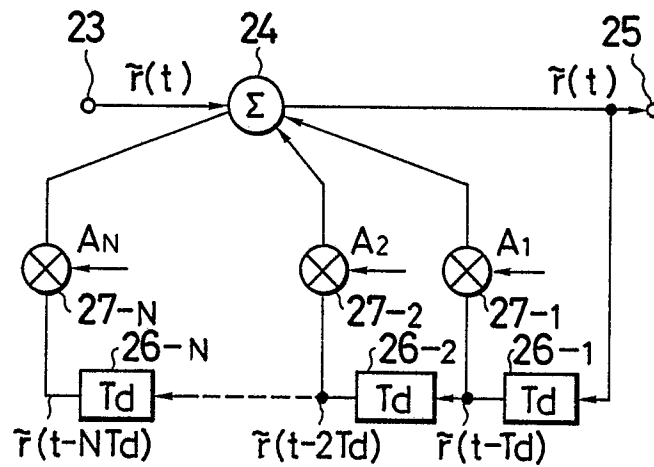 23
24
25
r̃(t)
r̃(t)
Σ
AN
A2
A1
27-N
27-2
27-1
26-N
26-2
26-1
Td
Td
Td
r̃(t-NTd)
r̃(t-2Td)
r̃(t-Td)